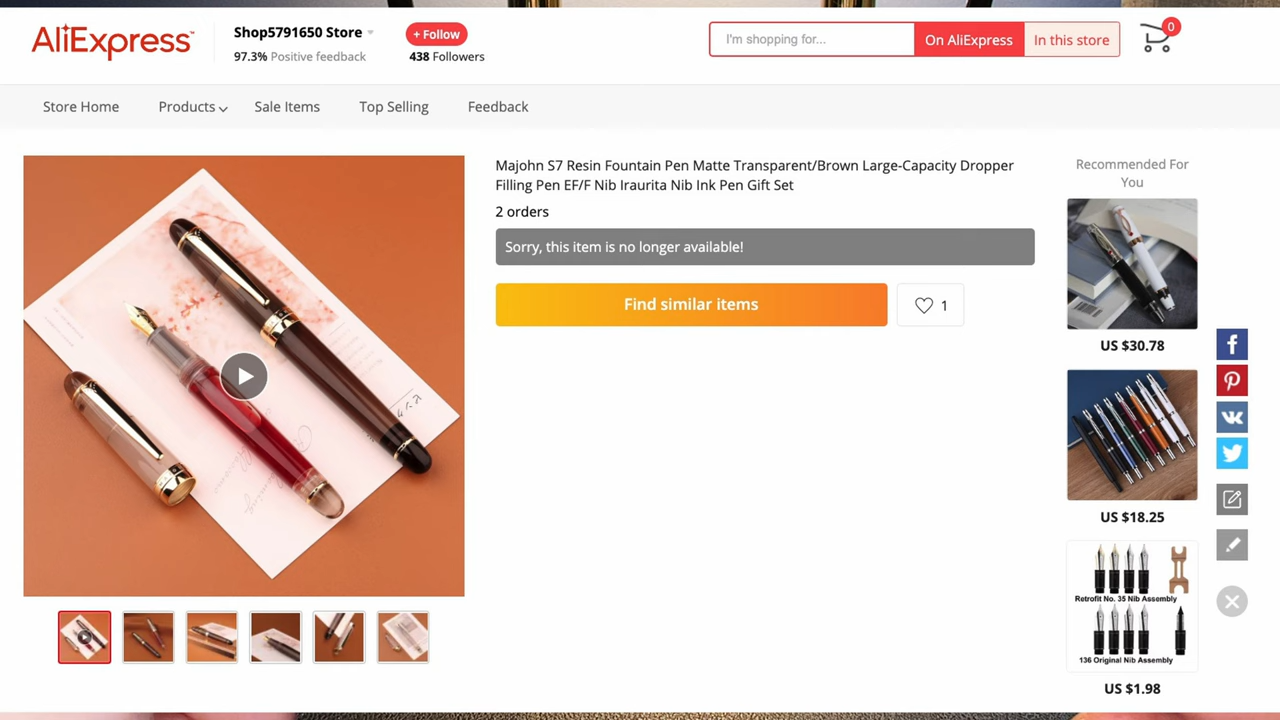 AliExpress™
Shop5791650 Store
97.3% Positive feedback
+ Follow
438 Followers
I'm shopping for...
On AliExpress
In this store
0
Store Home
Products
Sale Items
Top Selling
Feedback
Majohn S7 Resin Fountain Pen Matte Transparent/Brown Large-Capacity Dropper
Filling Pen EF/F Nib Iraurita Nib Ink Pen Gift Set
2 orders
Sorry, this item is no longer available!
Find similar items
1
Recommended For
You
US $30.78
US $18.25
Retrofit No. 35 Nib Assembly
136 Original Nib Assembly
US $1.98